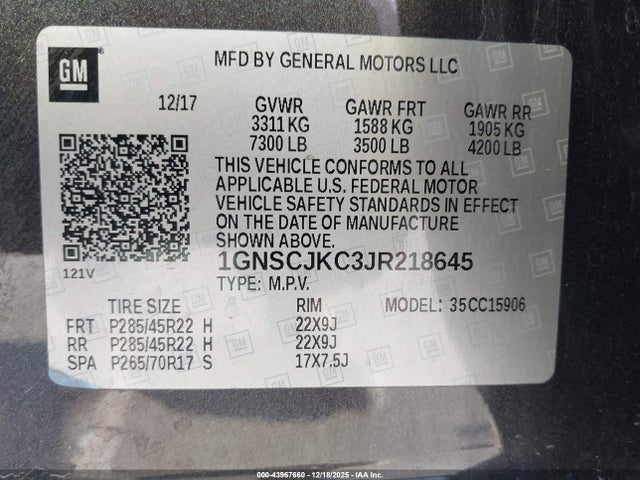 GM
MFD BY GENERAL MOTORS LLC
12/17 GVWR GAWR FRT GAWR RR
3311 KG 1588 KG 1905 KG
7300 LB 3500 LB 4200 LB
THIS VEHICLE CONFORMS TO ALL
APPLICABLE U.S. FEDERAL MOTOR
VEHICLE SAFETY STANDARDS IN EFFECT
ON THE DATE OF MANUFACTURE
SHOWN ABOVE.
121V
1GNSCJKC3JR218645
TYPE: M.P.V.
TIRE SIZE RIM MODEL: 35CC15906
FRT P285/45R22 H 22X9J
RR P285/45R22 H 22X9J
SPA P265/70R17 S 17X7.5J
000-43967660 - 12/18/2025 - IAA Inc.